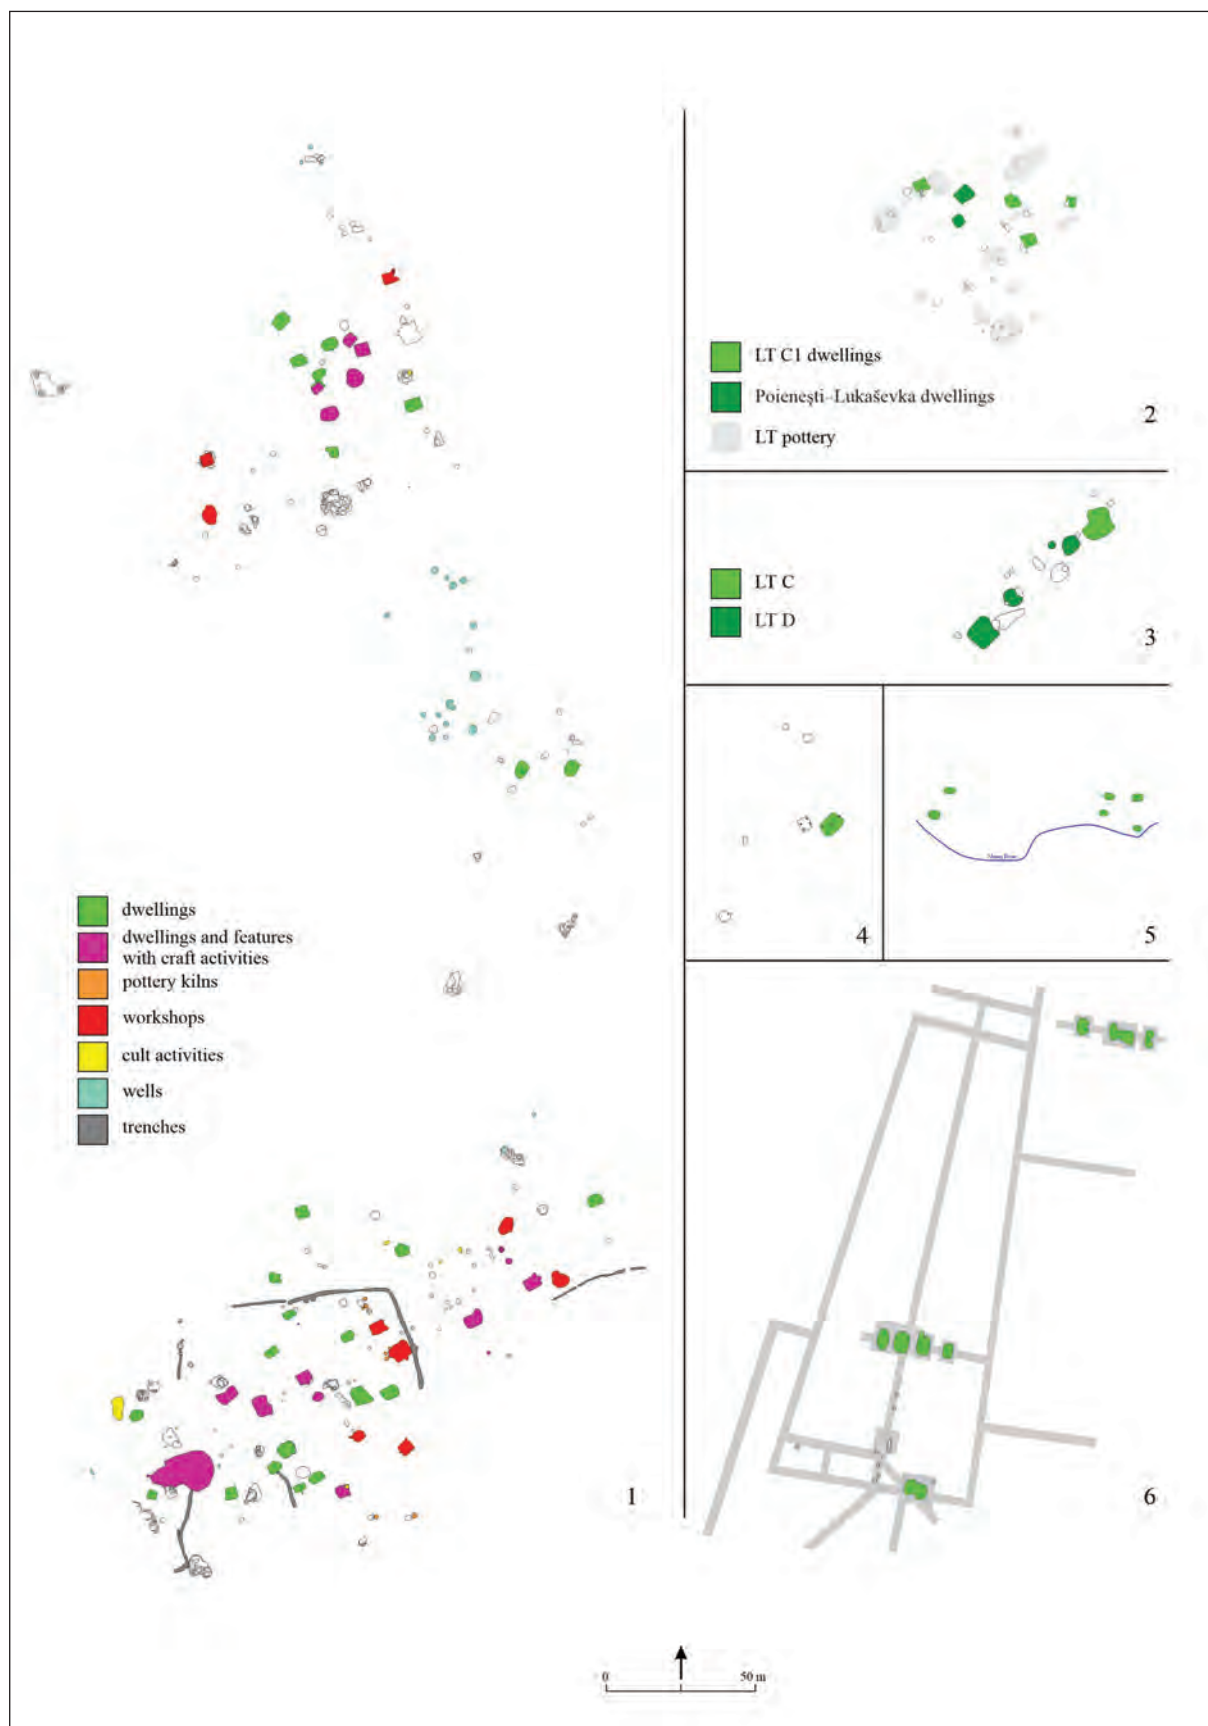 dwellings
dwellings and features
with craft activities
pottery kilns
workshops
cult activities
wells
trenches
1
LT C1 dwellings
Poieneşti–Lukaševka dwellings
LT pottery
2
LT C
LT D
3
4
5
6
0
50 m